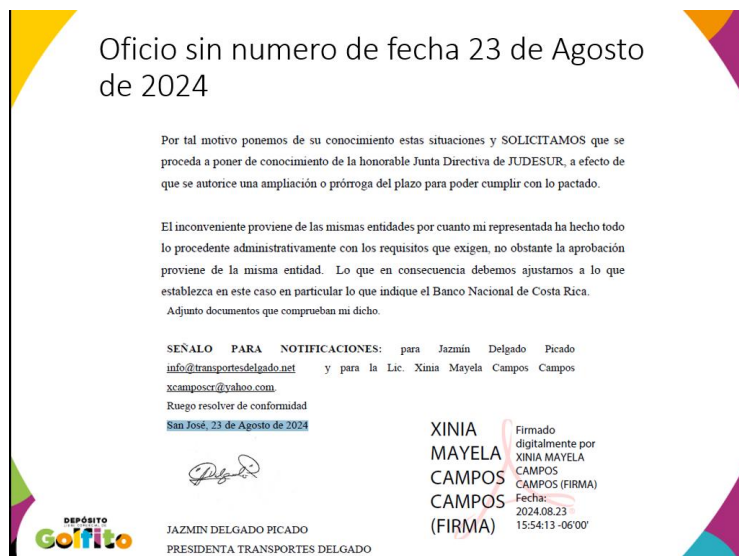 Oficio sin numero de fecha 23 de Agosto
de 2024
Por tal motivo ponemos de su conocimiento estas situaciones y SOLICITAMOS que se
proceda a poner de conocimiento de la honorable Junta Directiva de JUDESUR, a efecto de
que se autorice una ampliación o prórroga del plazo para poder cumplir con lo pactado.
El inconveniente proviene de las mismas entidades por cuanto mi representada ha hecho todo
lo procedente administrativamente con los requisitos que exigen, no obstante la aprobación
proviene de la misma entidad. Lo que en consecuencia debemos ajustarnos a lo que
establezca en este caso en particular lo que indique el Banco Nacional de Costa Rica.
Adjunto documentos que comprueban mi dicho.
SEÑALO PARA NOTIFICACIONES: para Jazmín Delgado Picado
info@transportesdelgado.net y para la Lic. Xinia Mayela Campos Campos
xcamposcr@yahoo.com.
Ruego resolver de conformidad
San José, 23 de Agosto de 2024
XINIA
MAYELA
CAMPOS
CAMPOS
(FIRMA)
Firmado
digitalmente por
XINIA MAYELA
CAMPOS
CAMPOS (FIRMA)
Fecha:
2024.08.23
15:54:13 -06'00'
JAZMIN DELGADO PICADO
PRESIDENTA TRANSPORTES DELGADO
DEPÓSITO
Golfito